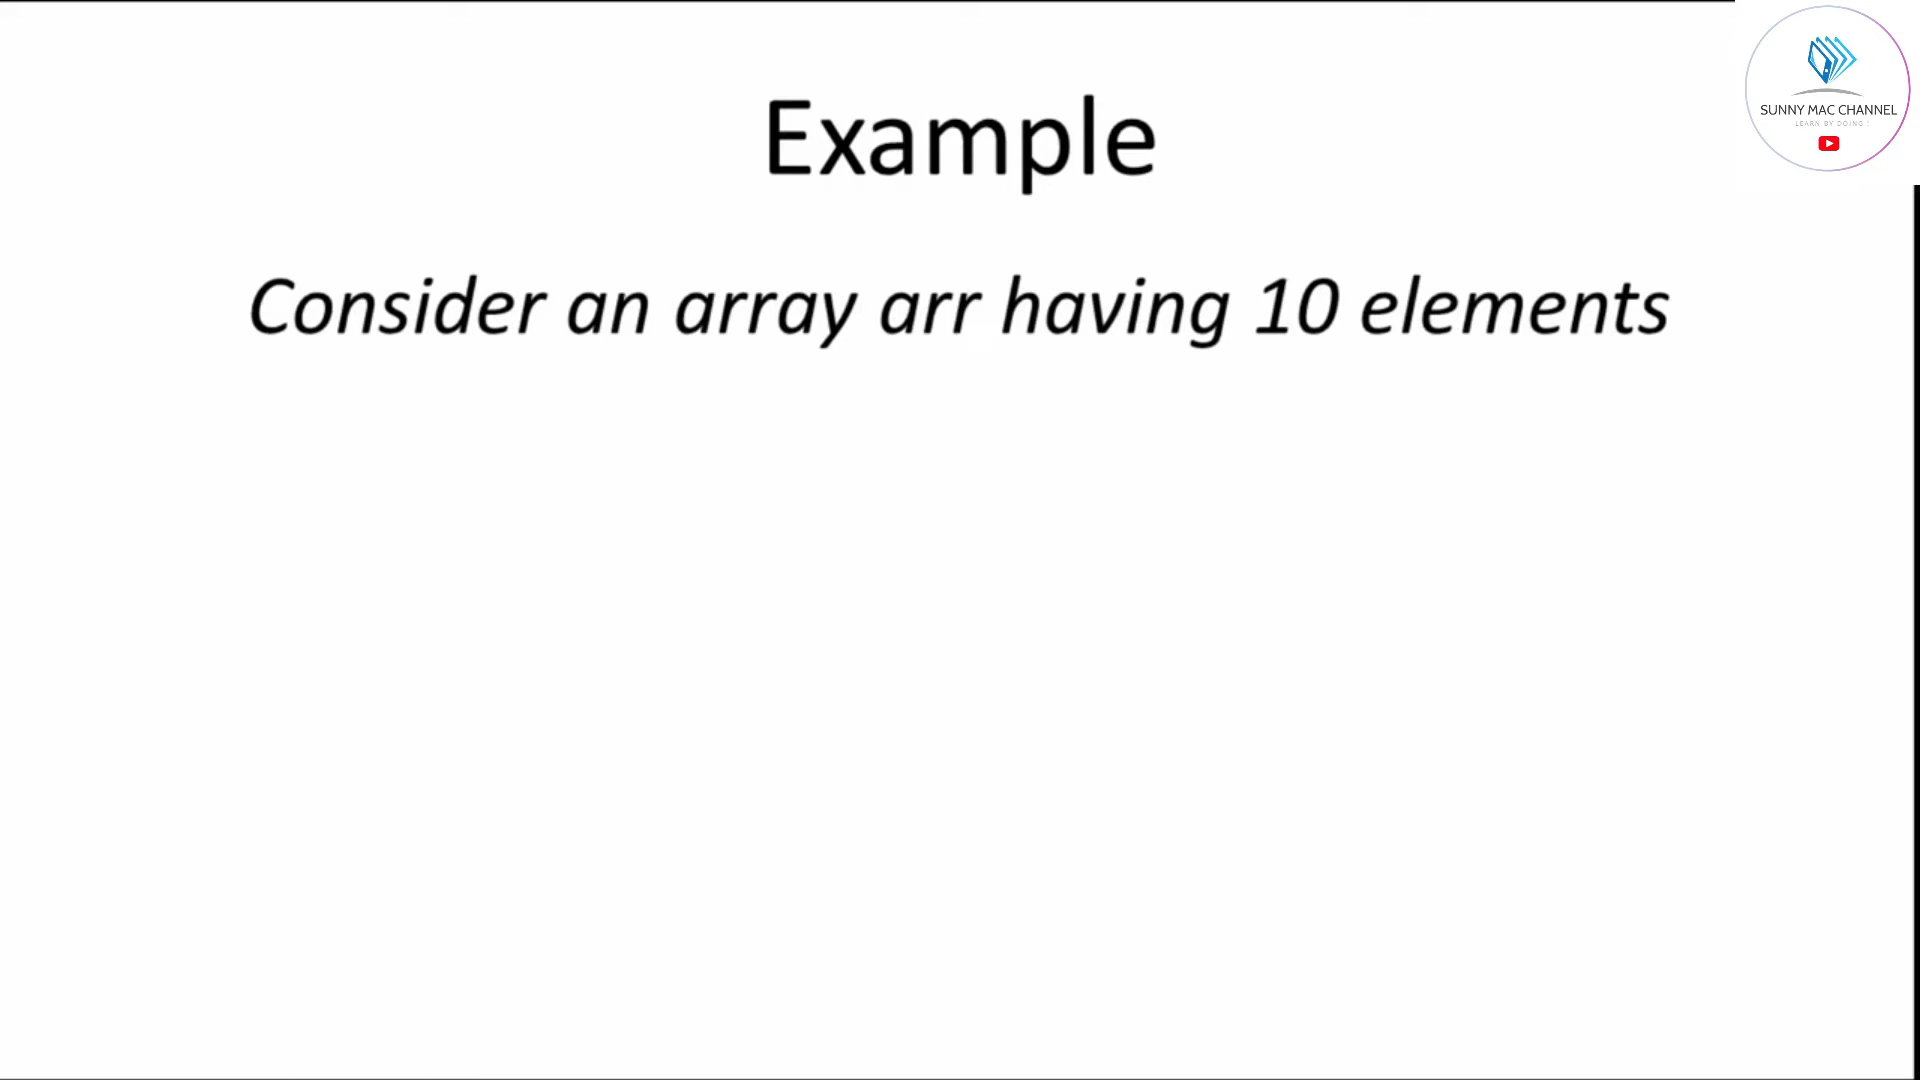 Example
Consider an array arr having 10 elements
SUNNY MAC CHANNEL
LEARN BY DOING !